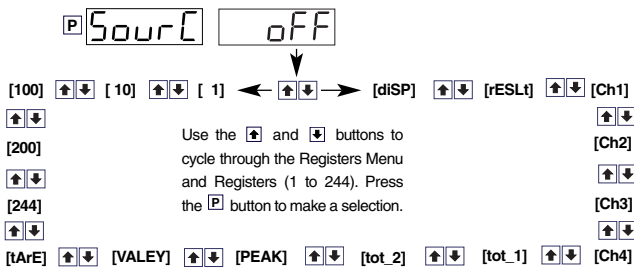 P SourC oFF
[100] [ 10] [ 1] [diSP] [rESLt] [Ch1]
Use the and buttons to
[200] [Ch2]
cycle through the Registers Menu
and Registers (1 to 244). Press
[244] the P button to make a selection. [Ch3]
[tArE] [VALEY] [PEAK] [tot_2] [tot_1] [Ch4]